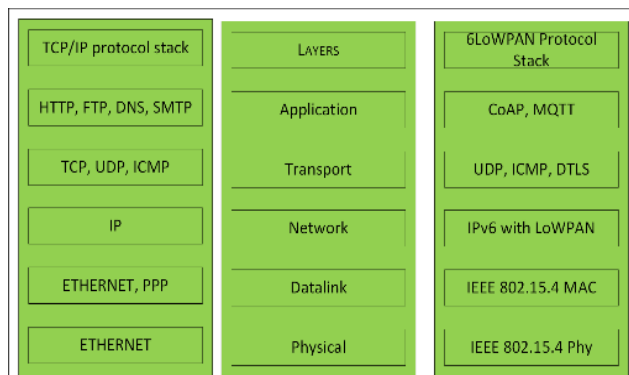 TCP/IP protocol stack
HTTP, FTP, DNS, SMTP
TCP, UDP, ICMP
IP
ETHERNET, PPP
ETHERNET
LAYERS
Application
Transport
Network
Datalink
Physical
6LoWPAN Protocol
Stack
CoAP, MQTT
UDP, ICMP, DTLS
IPv6 with LoWPAN
IEEE 802.15.4 MAC
IEEE 802.15.4 Phy